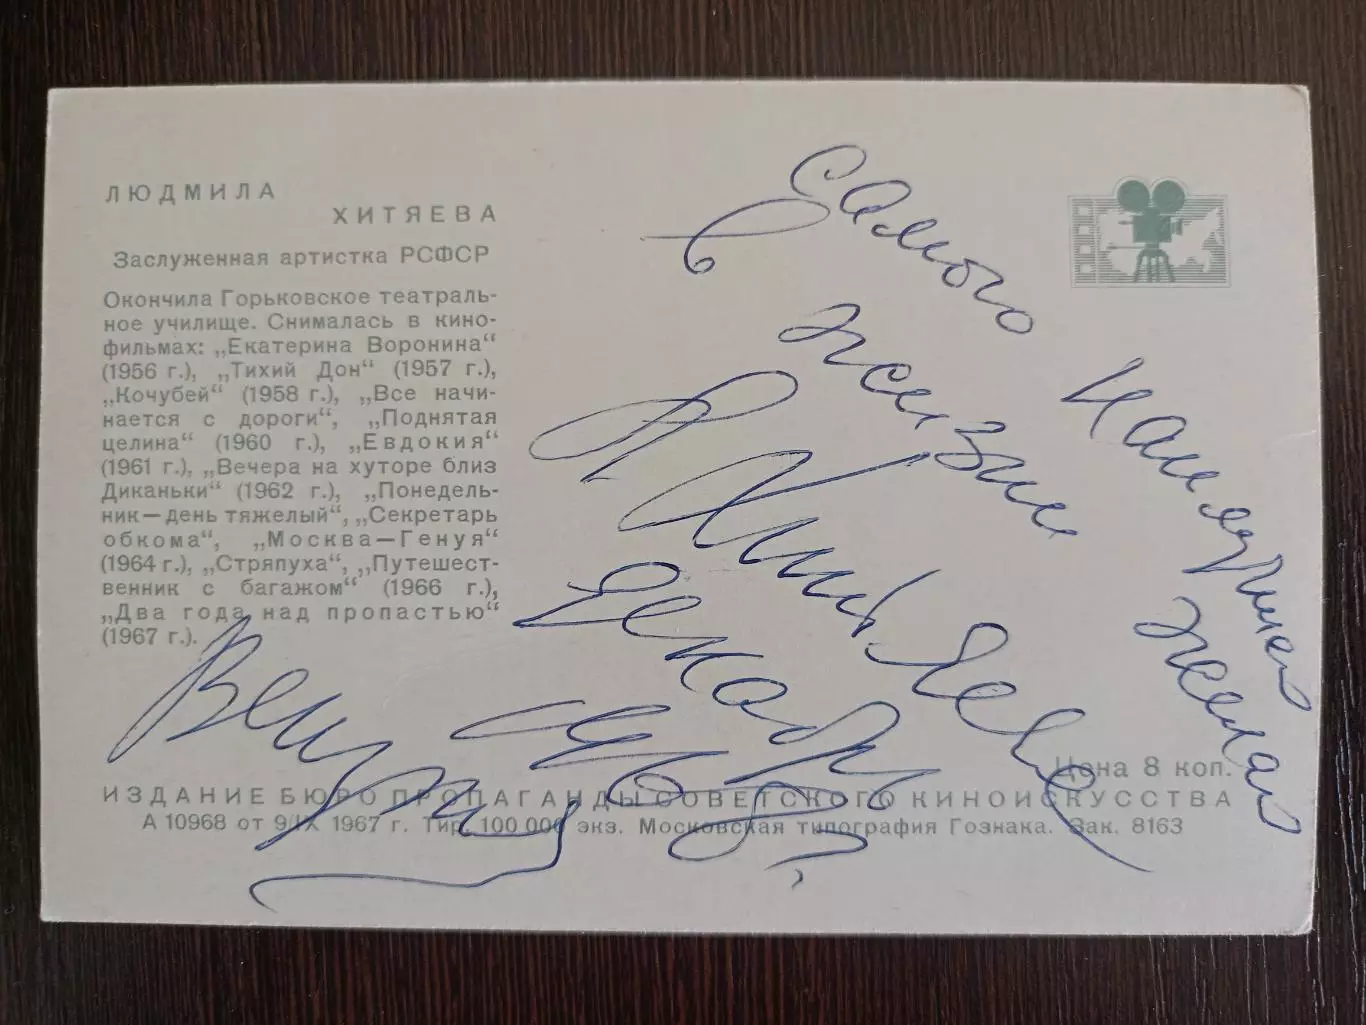 ЛЮДМИЛА
ХИТЯЕВА
Заслуженная артистка РСФСР
Окончила Горьковское театраль-
ное училище. Снималась в кино-
фильмах: „Екатерина Воронина“
(1956 г.), „Тихий Дон“ (1957 г.),
„Кочубей“ (1958 г.), „Все начи-
нается с дороги“, „Поднятая
целина“ (1960 г.), „Евдокия“
(1961 г.), „Вечера на хуторе близ
Диканьки“ (1962 г.), „Понедель-
ник—день тяжелый“, „Секретарь
обкома“, „Москва—Генуя“
(1964 г.), „Стряпуха“, „Путешест-
венник с багажом“ (1966 г.),
„Два года над пропастью“
(1967 г.).
самого
в жизни
Л Хитяева
Декабрь
Цена 8 коп.
ИЗДАНИЕ БЮРО ПРОПАГАНДЫ СОВЕТСКОГО КИНОИСКУССТВА
А 10968 от 9/IX 1967 г. Тир. 100 000 экз. Московская типография Гознака. Зак. 8163